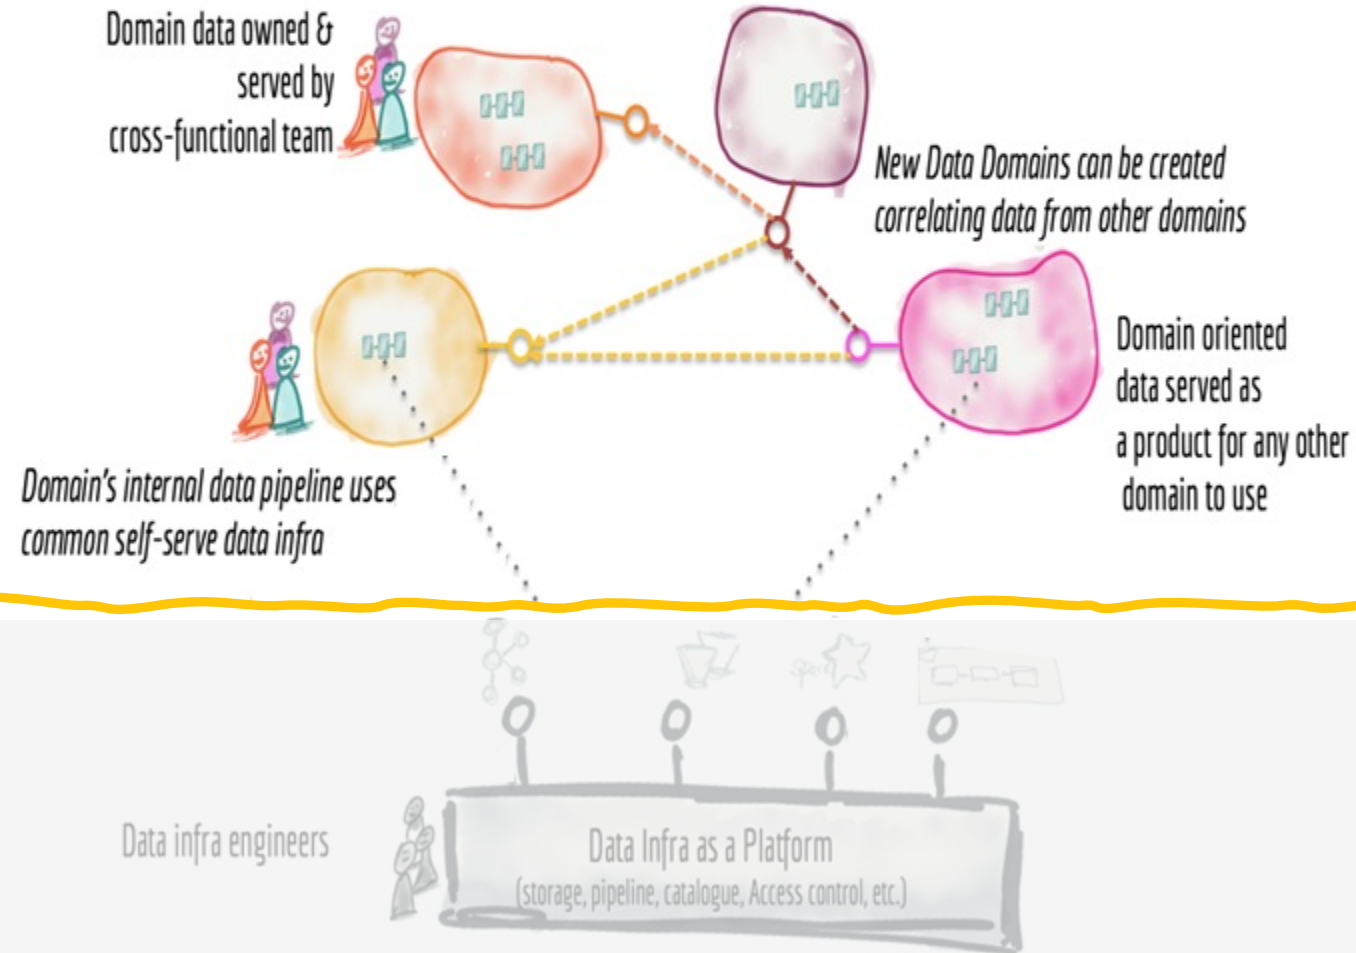 Domain data owned &
served by
cross-functional team
New Data Domains can be created
correlating data from other domains
Domain oriented
data served as
a product for any other
domain to use
Domain's internal data pipeline uses
common self-serve data infra
Data infra engineers
Data Infra as a Platform
(storage, pipeline, catalogue, Access control, etc.)